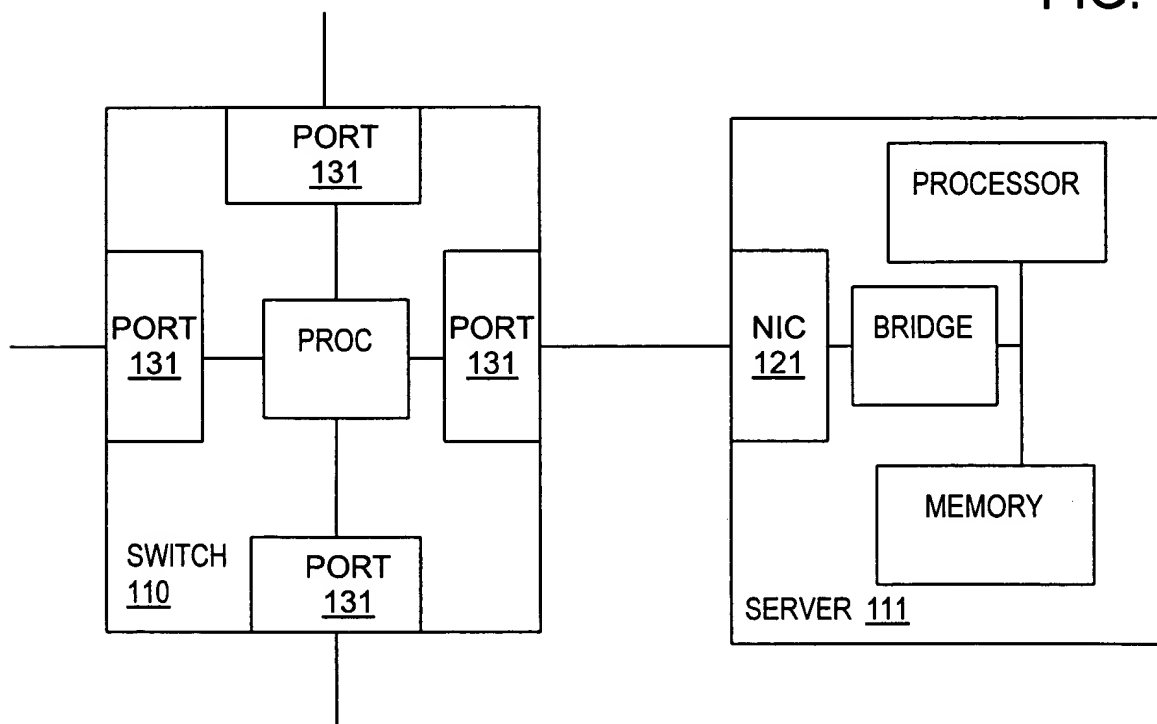 FIG.
PORT
131
PROCESSOR
PORT
131
PROC
PORT
131
NIC
121
BRIDGE
MEMORY
SWITCH
110
PORT
131
SERVER 111